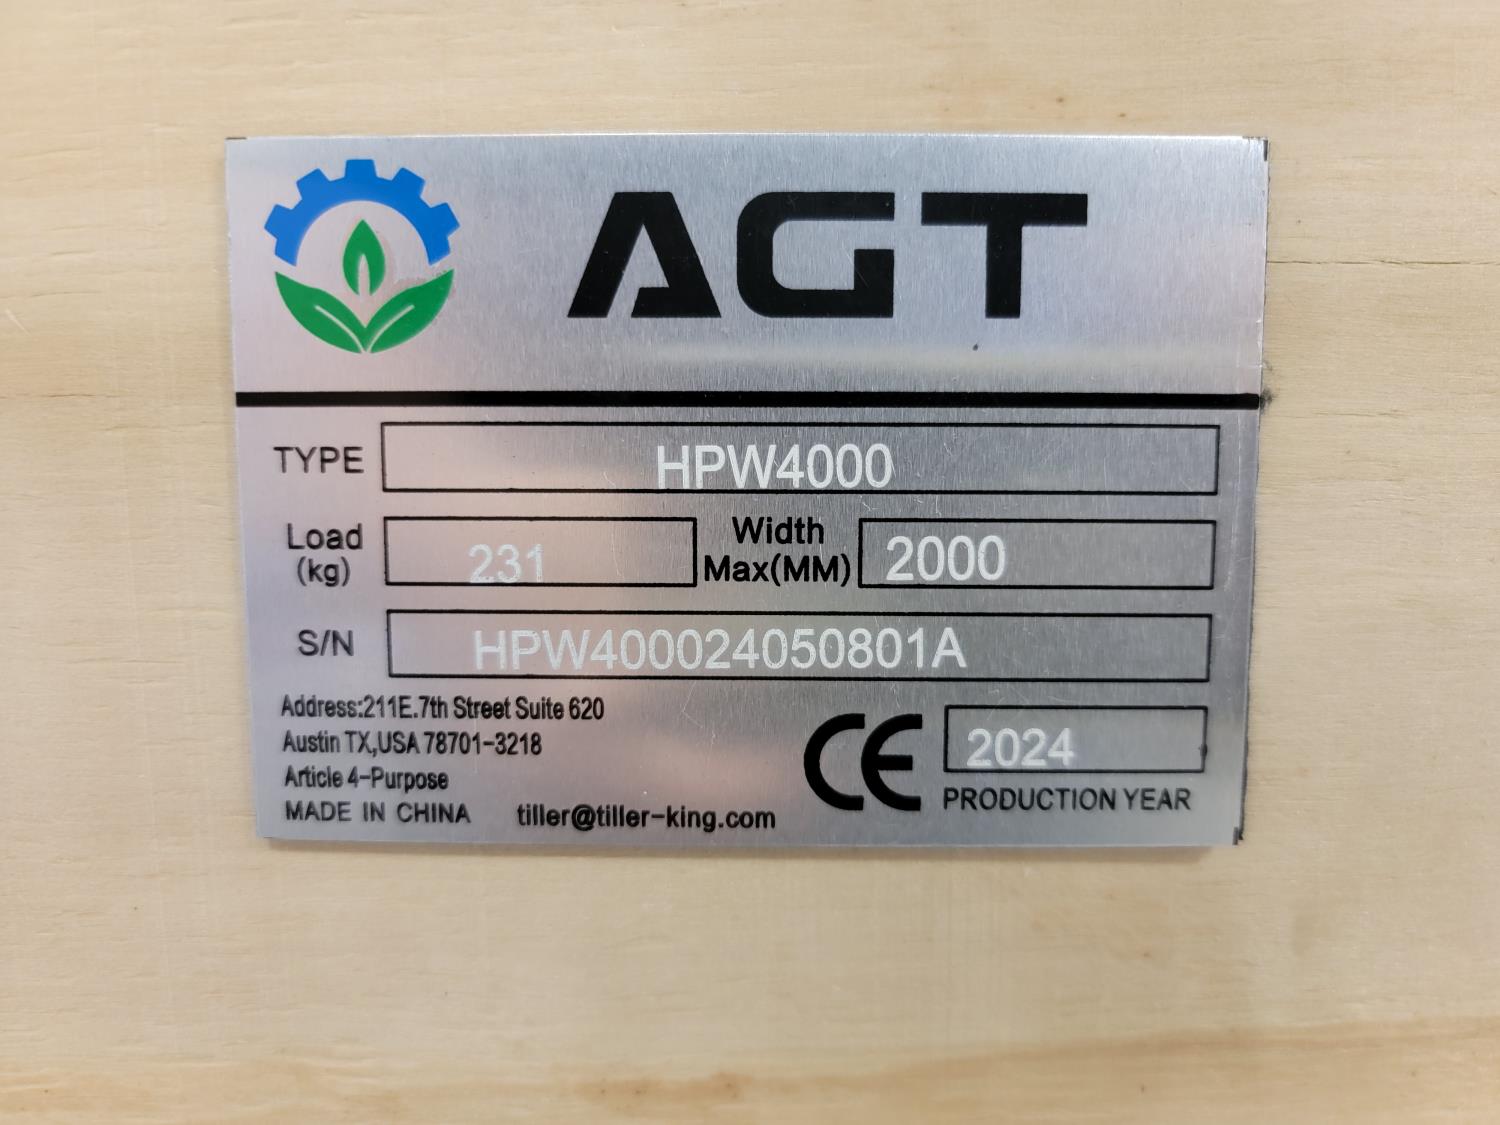 AGT
TYPE HPW4000
Load (kg) 231 Width Max(MM) 2000
S/N HPW400024050801A
Address:211E.7th Street Suite 620
Austin TX,USA 78701-3218
Article 4-Purpose
MADE IN CHINA tiller@tiller-king.com
CE 2024
PRODUCTION YEAR